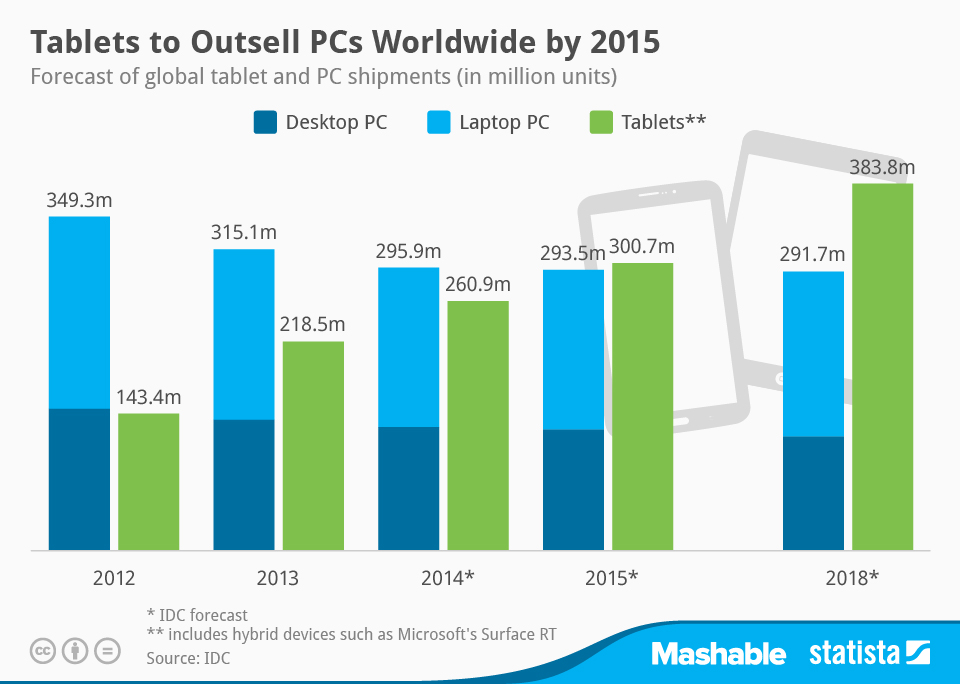 Tablets to Outsell PCs Worldwide by 2015
Forecast of global tablet and PC shipments (in million units)
Desktop PC Laptop PC Tablets**
349.3m
143.4m
315.1m
218.5m
295.9m
260.9m
293.5m
300.7m
291.7m
383.8m
2012 2013 2014* 2015* 2018*
* IDC forecast
** includes hybrid devices such as Microsoft's Surface RT
Source: IDC
cc
Mashable statista